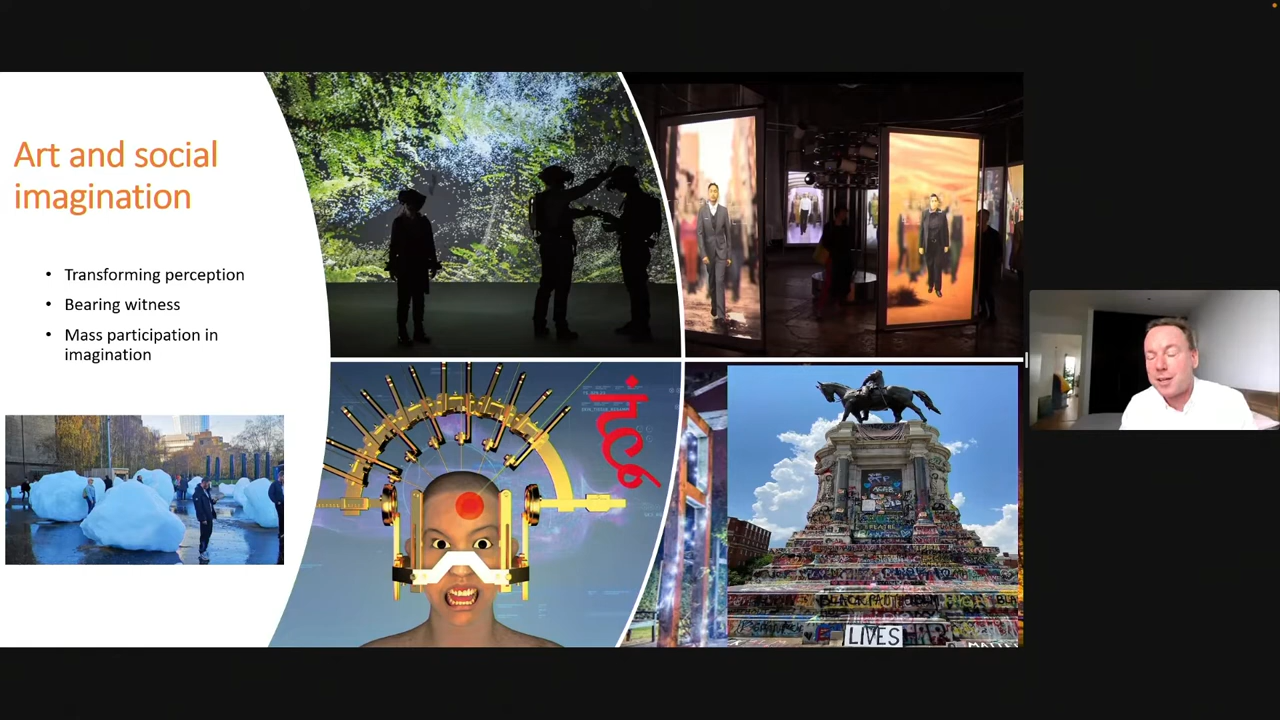 Art and social
imagination
• Transforming perception
• Bearing witness
• Mass participation in
imagination
LIVES